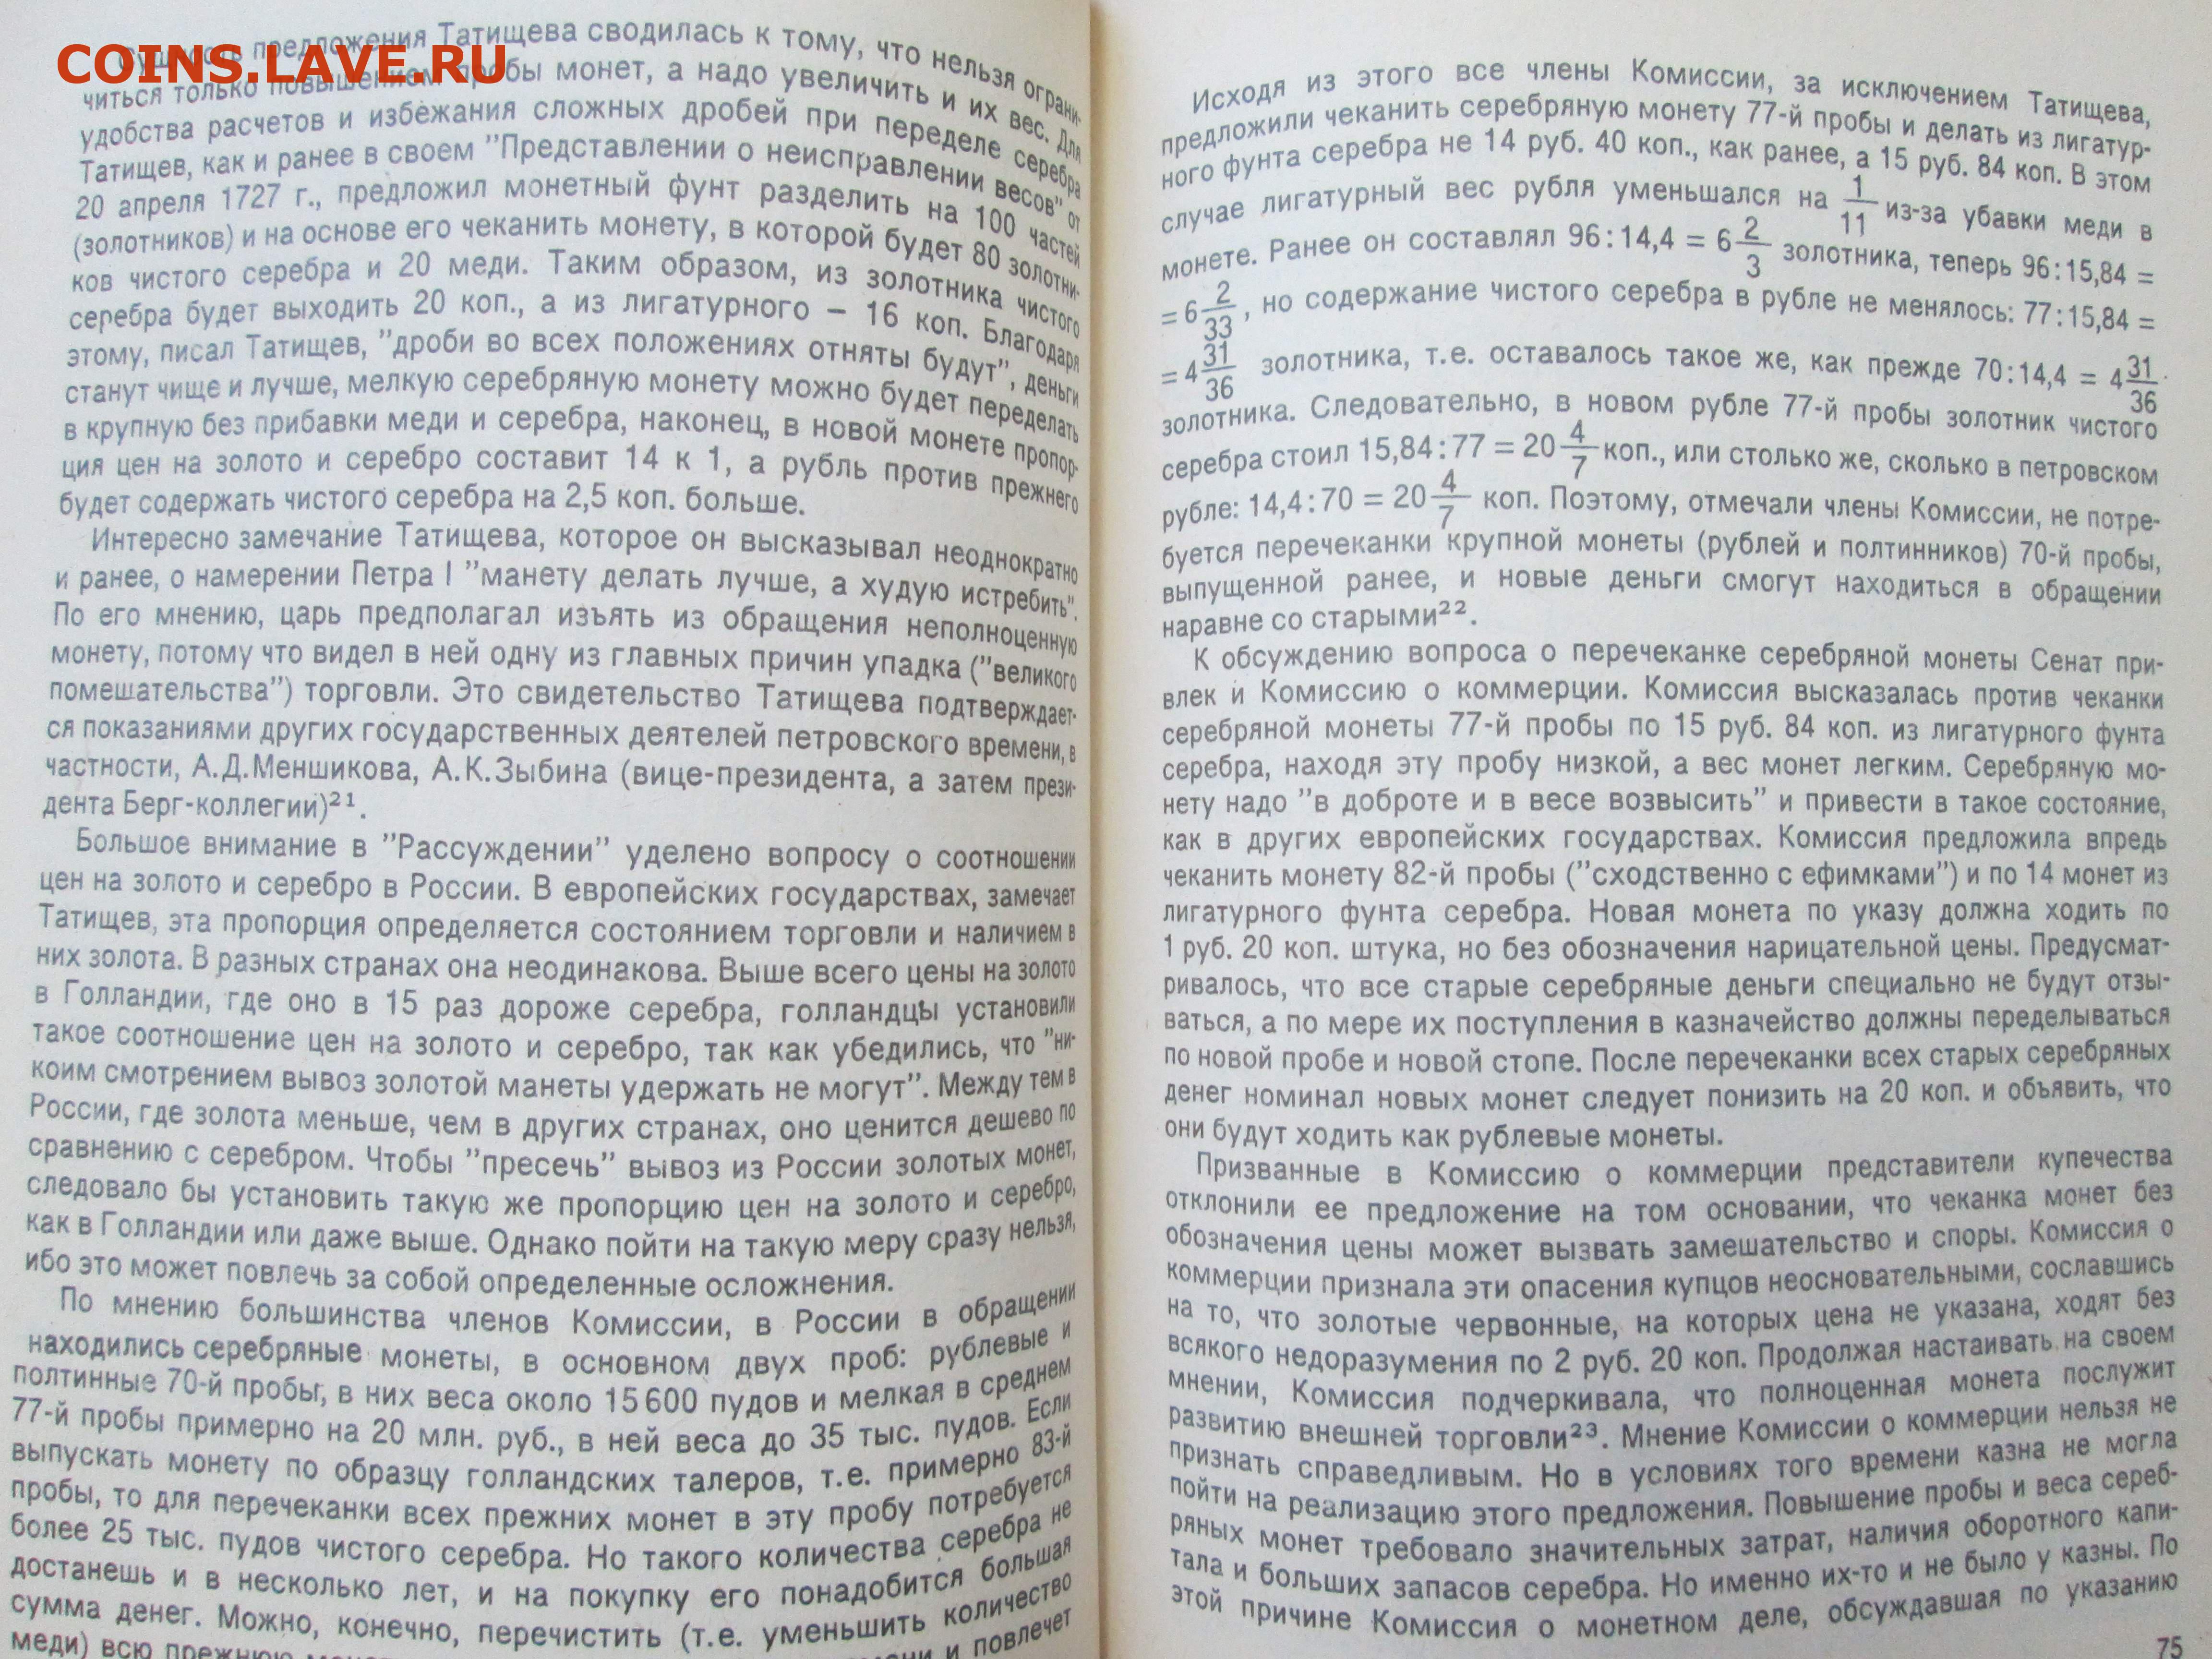 COINS.LAVE.RU
предложения Татищева сводилась к тому, что нельзя ограни-
читься только повышением пробы монет, а надо увеличить и их вес. Для
удобства расчетов и избежания сложных дробей при переделе серебра
Татищев, как и ранее в своем "Представлении о неисправлении весов" от
20 апреля 1727 г., предложил монетный фунт разделить на 100 частей
(золотников) и на основе его чеканить монету, в которой будет 80 золотни-
ков чистого серебра и 20 меди. Таким образом, из золотника чистого
серебра будет выходить 20 коп., а из лигатурного – 16 коп. Благодаря
этому, писал Татищев, "дроби во всех положениях отняты будут", деньги
станут чище и лучше, мелкую серебряную монету можно будет переделать
в крупную без прибавки меди и серебра, наконец, в новой монете пропор-
ция цен на золото и серебро составит 14 к 1, а рубль против прежнего
будет содержать чистого серебра на 2,5 коп. больше.
Интересно замечание Татищева, которое он высказывал неоднократно
и ранее, о намерении Петра I "манету делать лучше, а худую истребить".
По его мнению, царь предполагал изъять из обращения неполноценную
монету, потому что видел в ней одну из главных причин упадка ("великого
помешательства") торговли. Это свидетельство Татищева подтверждает-
ся показаниями других государственных деятелей петровского времени, в
частности, А.Д.Меншикова, А.К.Зыбина (вице-президента, а затем прези-
дента Берг-коллегии)²¹.
Большое внимание в "Рассуждении" уделено вопросу о соотношении
цен на золото и серебро в России. В европейских государствах, замечает
Татищев, эта пропорция определяется состоянием торговли и наличием в
них золота. В разных странах она неодинакова. Выше всего цены на золото
в Голландии, где оно в 15 раз дороже серебра, голландцы установили
такое соотношение цен на золото и серебро, так как убедились, что "ни-
коим смотрением вывоз золотой манеты удержать не могут". Между тем в
России, где золота меньше, чем в других странах, оно ценится дешево по
сравнению с серебром. Чтобы "пресечь" вывоз из России золотых монет,
следовало бы установить такую же пропорцию цен на золото и серебро,
как в Голландии или даже выше. Однако пойти на такую меру сразу нельзя,
ибо это может повлечь за собой определенные осложнения.
По мнению большинства членов Комиссии, в России в обращении
находились серебряные монеты, в основном двух проб: рублевые и
полтинные 70-й пробы, в них веса около 15 600 пудов и мелкая в среднем
77-й пробы примерно на 20 млн. руб., в ней веса до 35 тыс. пудов. Если
выпускать монету по образцу голландских талеров, т.е. примерно 83-й
пробы, то для перечеканки всех прежних монет в эту пробу потребуется
более 25 тыс. пудов чистого серебра. Но такого количества серебра не
достанешь и в несколько лет, и на покупку его понадобится большая
сумма денег. Можно, конечно, перечистить (т.е. уменьшить количество
меди) всю прежнюю и повлечет
Исходя из этого все члены Комиссии, за исключением Татищева,
предложили чеканить серебряную монету 77-й пробы и делать из лигатур-
ного фунта серебра не 14 руб. 40 коп., как ранее, а 15 руб. 84 коп. В этом
случае лигатурный вес рубля уменьшался на 1/11 из-за убавки меди в
монете. Ранее он составлял 96:14,4 = 6 2/3 золотника, теперь 96:15,84 =
= 6 2/33, но содержание чистого серебра в рубле не менялось: 77:15,84 =
= 4 31/36 золотника, т.е. оставалось такое же, как прежде 70:14,4 = 4 31/36
золотника. Следовательно, в новом рубле 77-й пробы золотник чистого
серебра стоил 15,84:77 = 20 4/7 коп., или столько же, сколько в петровском
рубле: 14,4:70 = 20 4/7 коп. Поэтому, отмечали члены Комиссии, не потре-
буется перечеканки крупной монеты (рублей и полтинников) 70-й пробы,
выпущенной ранее, и новые деньги смогут находиться в обращении
наравне со старыми²².
К обсуждению вопроса о перечеканке серебряной монеты Сенат при-
влек и Комиссию о коммерции. Комиссия высказалась против чеканки
серебряной монеты 77-й пробы по 15 руб. 84 коп. из лигатурного фунта
серебра, находя эту пробу низкой, а вес монет легким. Серебряную мо-
нету надо "в доброте и в весе возвысить" и привести в такое состояние,
как в других европейских государствах. Комиссия предложила впредь
чеканить монету 82-й пробы ("сходственно с ефимками") и по 14 монет из
лигатурного фунта серебра. Новая монета по указу должна ходить по
1 руб. 20 коп. штука, но без обозначения нарицательной цены. Предусмат-
ривалось, что все старые серебряные деньги специально не будут отзы-
ваться, а по мере их поступления в казначейство должны переделываться
по новой пробе и новой стопе. После перечеканки всех старых серебряных
денег номинал новых монет следует понизить на 20 коп. и объявить, что
они будут ходить как рублевые монеты.
Призванные в Комиссию о коммерции представители купечества
отклонили ее предложение на том основании, что чеканка монет без
обозначения цены может вызвать замешательство и споры. Комиссия о
коммерции признала эти опасения купцов неосновательными, сославшись
на то, что золотые червонные, на которых цена не указана, ходят без
всякого недоразумения по 2 руб. 20 коп. Продолжая настаивать на своем
мнении, Комиссия подчеркивала, что полноценная монета послужит
развитию внешней торговли²³. Мнение Комиссии о коммерции нельзя не
признать справедливым. Но в условиях того времени казна не могла
пойти на реализацию этого предложения. Повышение пробы и веса сереб-
ряных монет требовало значительных затрат, наличия оборотного капи-
тала и больших запасов серебра. Но именно их-то и не было у казны. По
этой причине Комиссия о монетном деле, обсуждавшая по указанию
75